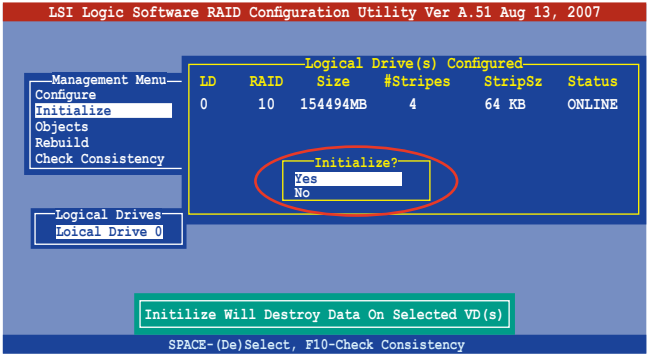 LSI Logic Software RAID Configuration Utility Ver A.51 Aug 13, 2007
Logical Drive(s) Configured
LD RAID Size #Stripes StripSz Status
0 10 154494MB 4 64 KB ONLINE
Management Menu
Configure
Initialize
Objects
Rebuild
Check Consistency
Initialize?
Yes
No
Logical Drives
Loical Drive 0
Initilize Will Destroy Data On Selected VD(s)
SPACE-(De)Select, F10-Check Consistency